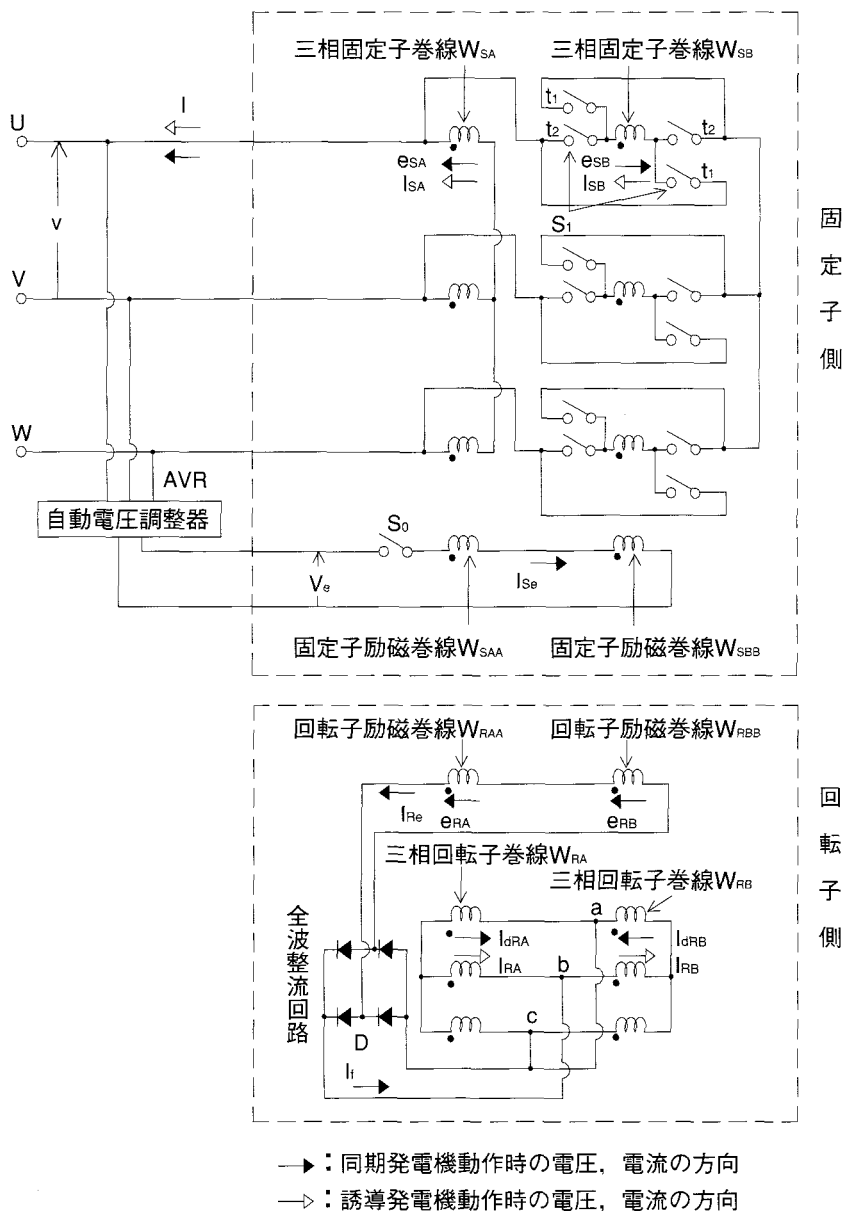 三相固定子巻線WSA
三相固定子巻線WSB
I
U
t1
t2
t2
eSA
ISA
eSB
ISB
t1
S1
v
V
W
AVR
自動電圧調整器
S0
Ve
ISe
固定子励磁巻線WSAA
固定子励磁巻線WSBB
固定子側
回転子励磁巻線WRAA
回転子励磁巻線WRBB
IRe
eRA
eRB
三相回転子巻線WRA
三相回転子巻線WRB
全波整流回路
a
IdRA
IdRB
IRA
b
IRB
c
D
If
回転子側
:同期発電機動作時の電圧,電流の方向
:誘導発電機動作時の電圧,電流の方向